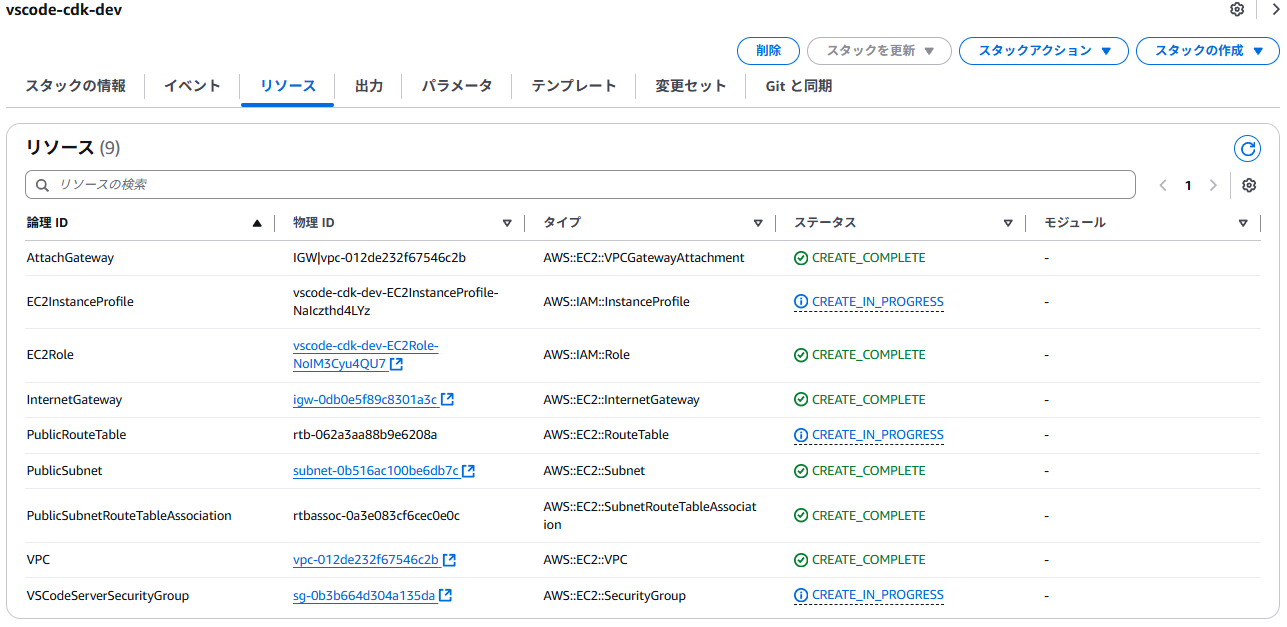 vscode-cdk-dev
削除 スタックを更新 ▼ スタックアクション ▼ スタックの作成 ▼
スタックの情報 イベント リソース 出力 パラメータ テンプレート 変更セット Git と同期
リソース (9)
リソースの検索 1
論理 ID 物理 ID タイプ ステータス モジュール
AttachGateway IGW|vpc-012de232f67546c2b AWS::EC2::VPCGatewayAttachment CREATE_COMPLETE -
EC2InstanceProfile vscode-cdk-dev-EC2InstanceProfile- AWS::IAM::InstanceProfile CREATE_IN_PROGRESS -
NaIczthd4LYz
EC2Role vscode-cdk-dev-EC2Role- AWS::IAM::Role CREATE_COMPLETE -
NoIM3Cyu4QU7
InternetGateway igw-0db0e5f89c8301a3c AWS::EC2::InternetGateway CREATE_COMPLETE -
PublicRouteTable rtb-062a3aa88b9e6208a AWS::EC2::RouteTable CREATE_IN_PROGRESS -
PublicSubnet subnet-0b516ac100be6db7c AWS::EC2::Subnet CREATE_COMPLETE -
PublicSubnetRouteTableAssociation rtbassoc-0a3e083cf6cec0e0c AWS::EC2::SubnetRouteTableAssociat CREATE_COMPLETE -
ion
VPC vpc-012de232f67546c2b AWS::EC2::VPC CREATE_COMPLETE -
VSCodeServerSecurityGroup sg-0b3b664d304a135da AWS::EC2::SecurityGroup CREATE_IN_PROGRESS -